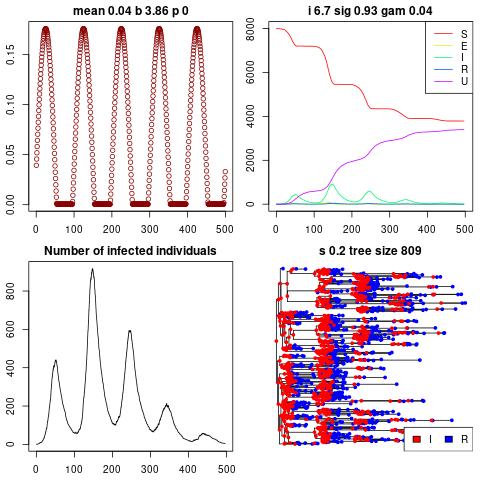 mean 0.04 b 3.86 p 0
0.00 0.05 0.10 0.15
0 100 200 300 400 500
i 6.7 sig 0.93 gam 0.04
0 2000 4000 6000 8000
0 100 200 300 400 500
S
E
I
R
U
Number of infected individuals
0 200 400 600 800
0 100 200 300 400 500
s 0.2 tree size 809
I R